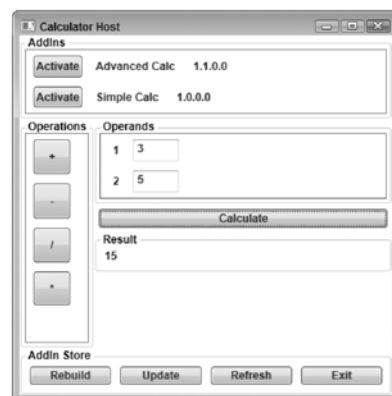 Calculator Host
AddIns
Activate Advanced Calc 1.1.0.0
Activate Simple Calc 1.0.0.0
Operations
+
-
/
*
Operands
1 3
2 5
Calculate
Result
15
AddIn Store
Rebuild Update Refresh Exit